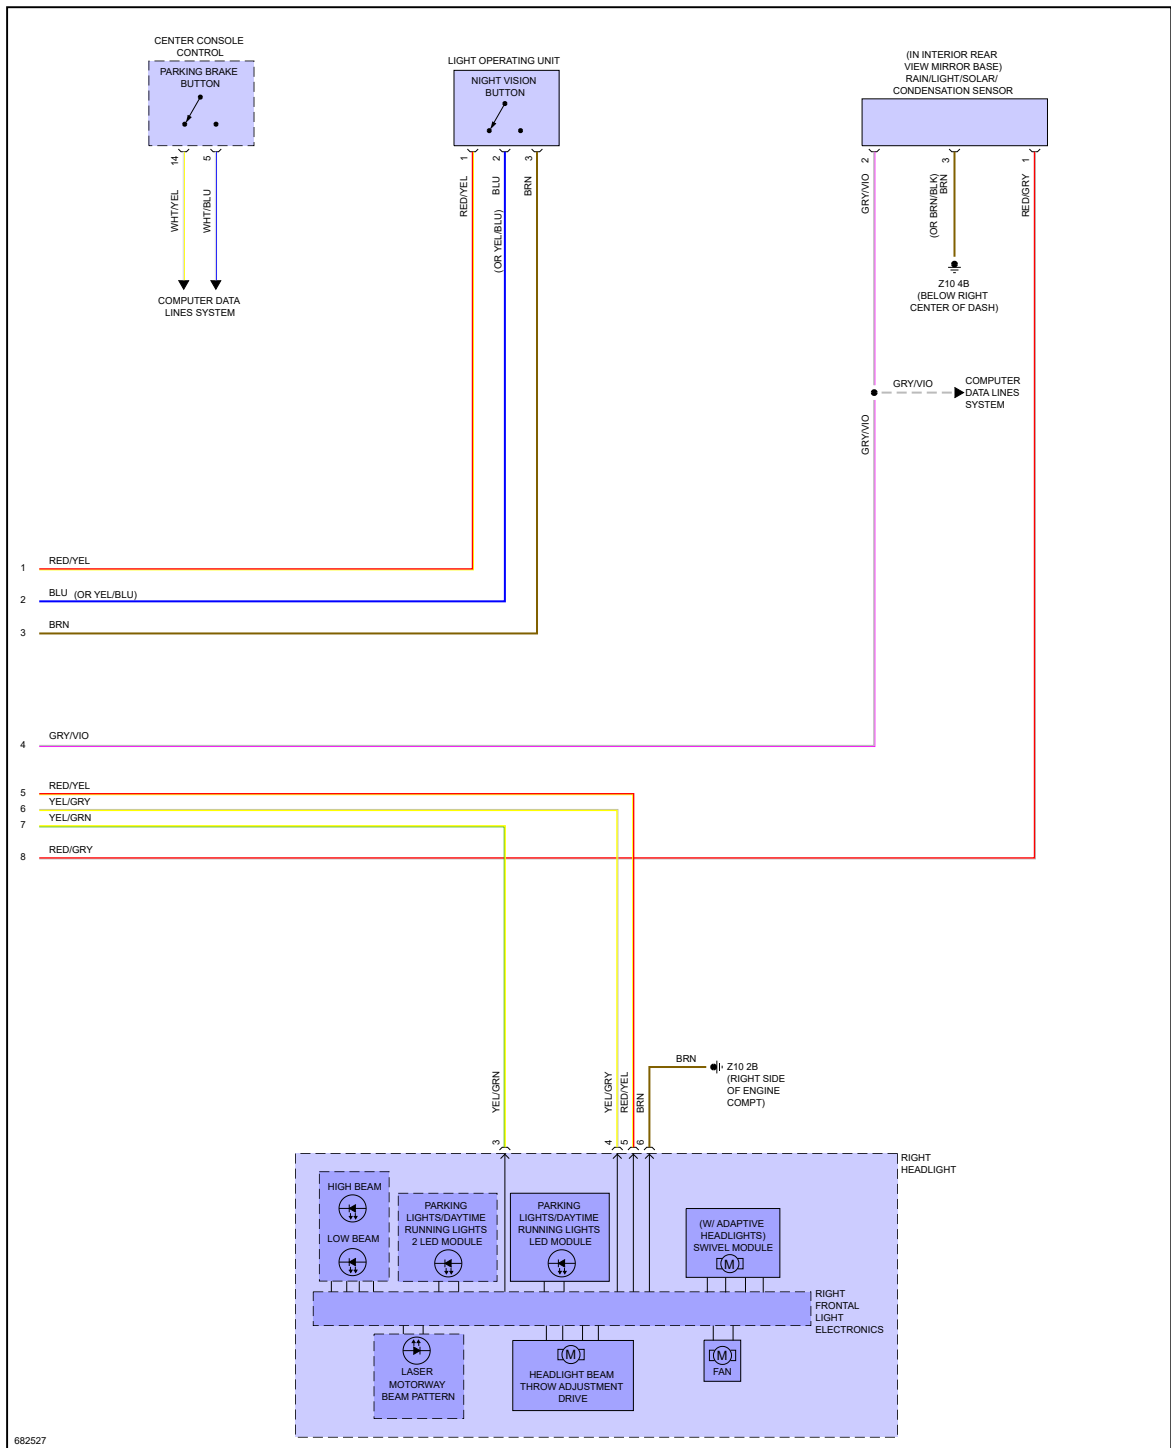 CENTER CONSOLE
CONTROL
PARKING BRAKE
BUTTON
14
5
WHT/YEL
WHT/BLU
COMPUTER DATA
LINES SYSTEM
LIGHT OPERATING UNIT
NIGHT VISION
BUTTON
1
2
3
RED/YEL
BLU
(OR YEL/BLU)
BRN
(IN INTERIOR REAR
VIEW MIRROR BASE)
RAIN/LIGHT/SOLAR/
CONDENSATION SENSOR
2
3
1
GRY/VIO
(OR BRN/BLK)
BRN
RED/GRY
Z10 4B
(BELOW RIGHT
CENTER OF DASH)
GRY/VIO
COMPUTER
DATA LINES
SYSTEM
GRY/VIO
1 RED/YEL
2 BLU (OR YEL/BLU)
3 BRN
4 GRY/VIO
5 RED/YEL
6 YEL/GRY
7 YEL/GRN
8 RED/GRY
BRN
Z10 2B
(RIGHT SIDE
OF ENGINE
COMPT)
YEL/GRN
YEL/GRY
RED/YEL
BRN
3
4
5
6
RIGHT
HEADLIGHT
HIGH BEAM
LOW BEAM
PARKING
LIGHTS/DAYTIME
RUNNING LIGHTS
2 LED MODULE
PARKING
LIGHTS/DAYTIME
RUNNING LIGHTS
LED MODULE
(W/ ADAPTIVE
HEADLIGHTS)
SWIVEL MODULE
M
RIGHT
FRONTAL
LIGHT
ELECTRONICS
LASER
MOTORWAY
BEAM PATTERN
M
HEADLIGHT BEAM
THROW ADJUSTMENT
DRIVE
M
FAN
682527